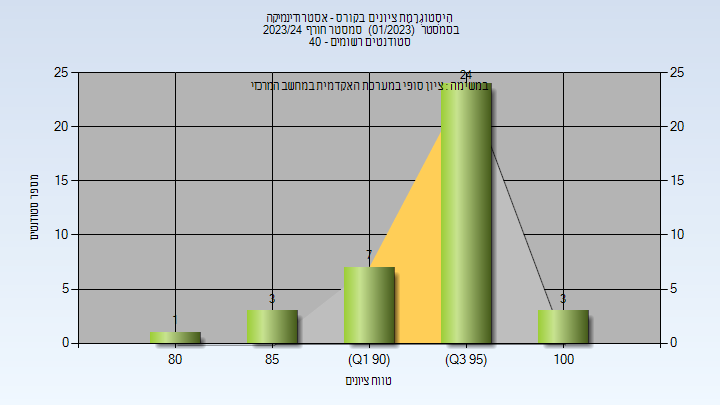 היסטוגרמת ציונים בקורס - אסטרודינמיקה
בסמסטר (01/2023) סמסטר חורף 2023/24
סטודנטים רשומים - 40
במשימה : ציון סופי במערכת האקדמית במחשב המרכזי
25 25
20 20
15 15
10 10
5 5
0 0
מספר סטודנטים
1 3 7 24 3
80 85 (Q1 90) (Q3 95) 100
טווח ציונים